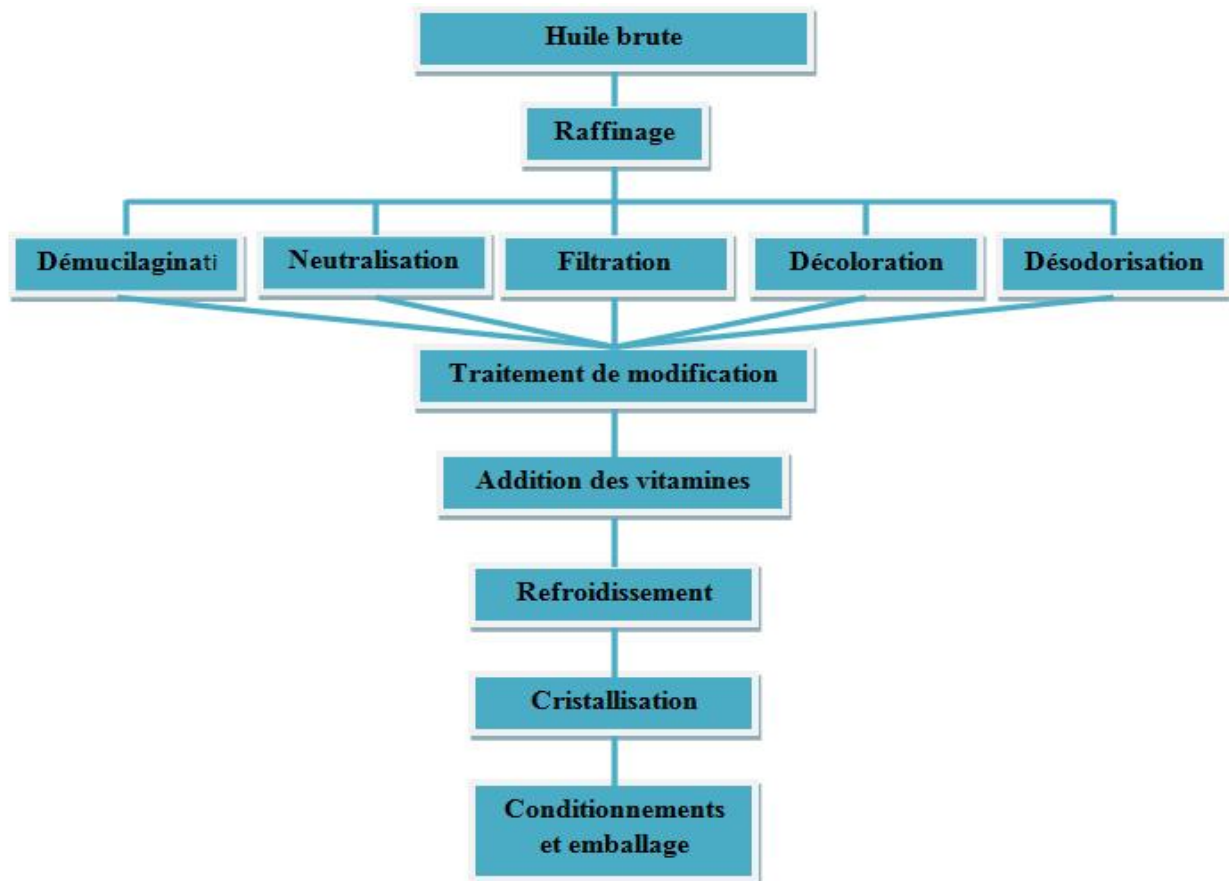 Huile brute
Raffinage
Démucilaginati
Neutralisation
Filtration
Décoloration
Désodorisation
Traitement de modification
Addition des vitamines
Refroidissement
Cristallisation
Conditionnements
et emballage